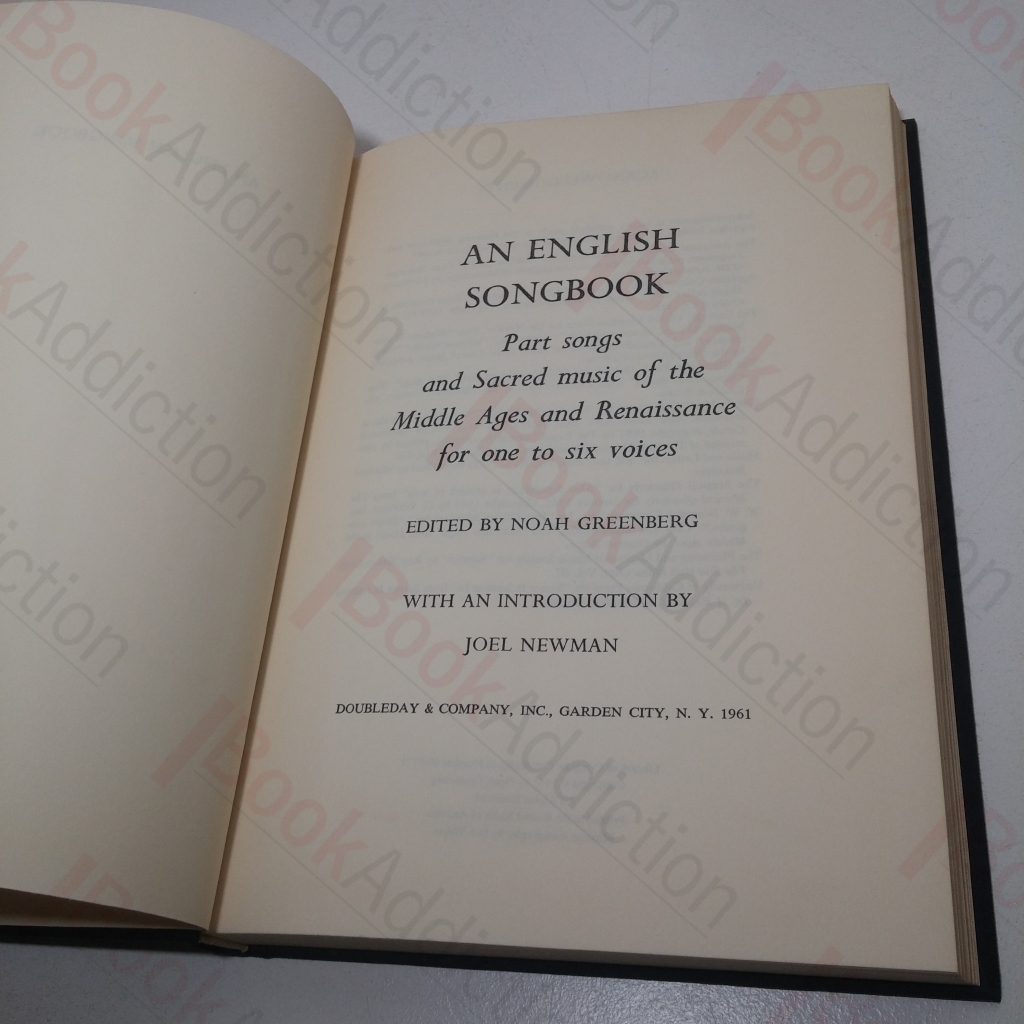 AN ENGLISH
SONGBOOK
Part songs
and Sacred music of the
Middle Ages and Renaissance
for one to six voices
EDITED BY NOAH GREENBERG
WITH AN INTRODUCTION BY
JOEL NEWMAN
DOUBLEDAY & COMPANY, INC., GARDEN CITY, N. Y. 1961
BookAddiction